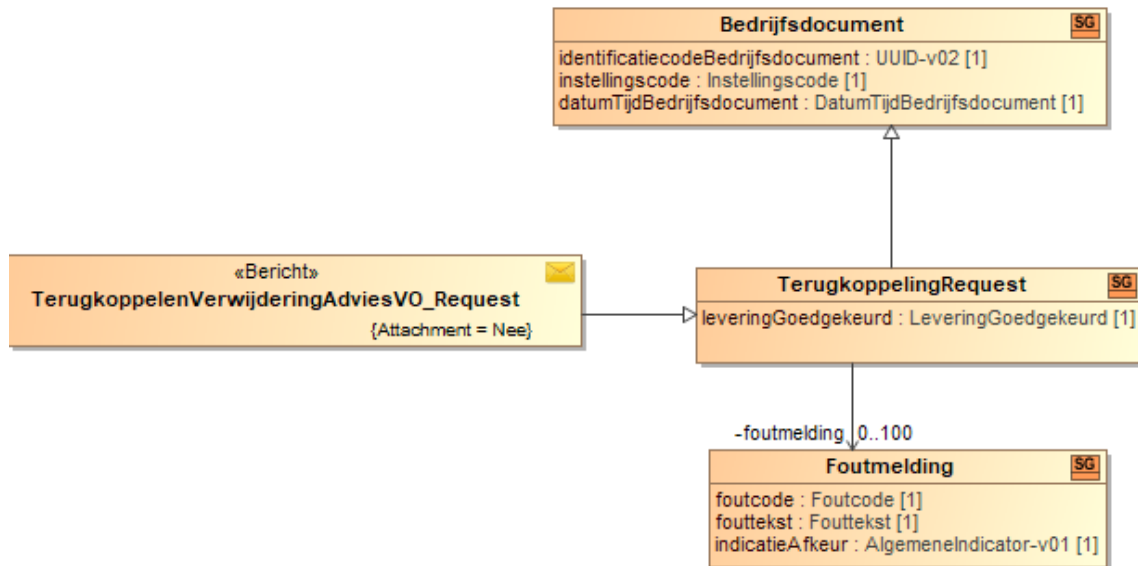 Bedrijfsdocument SG
identificatiecodeBedrijfsdocument : UUID-v02 [1]
instellingscode : Instellingscode [1]
datumTijdBedrijfsdocument : DatumTijdBedrijfsdocument [1]
«Bericht»
TerugkoppelenVerwijderingAdviesVO_Request
{Attachment = Nee}
TerugkoppelingRequest SG
leveringGoedgekeurd : LeveringGoedgekeurd [1]
-foutmelding 0..100
Foutmelding SG
foutcode : Foutcode [1]
fouttekst : Fouttekst [1]
indicatieAfkeur : AlgemeneIndicator-v01 [1]